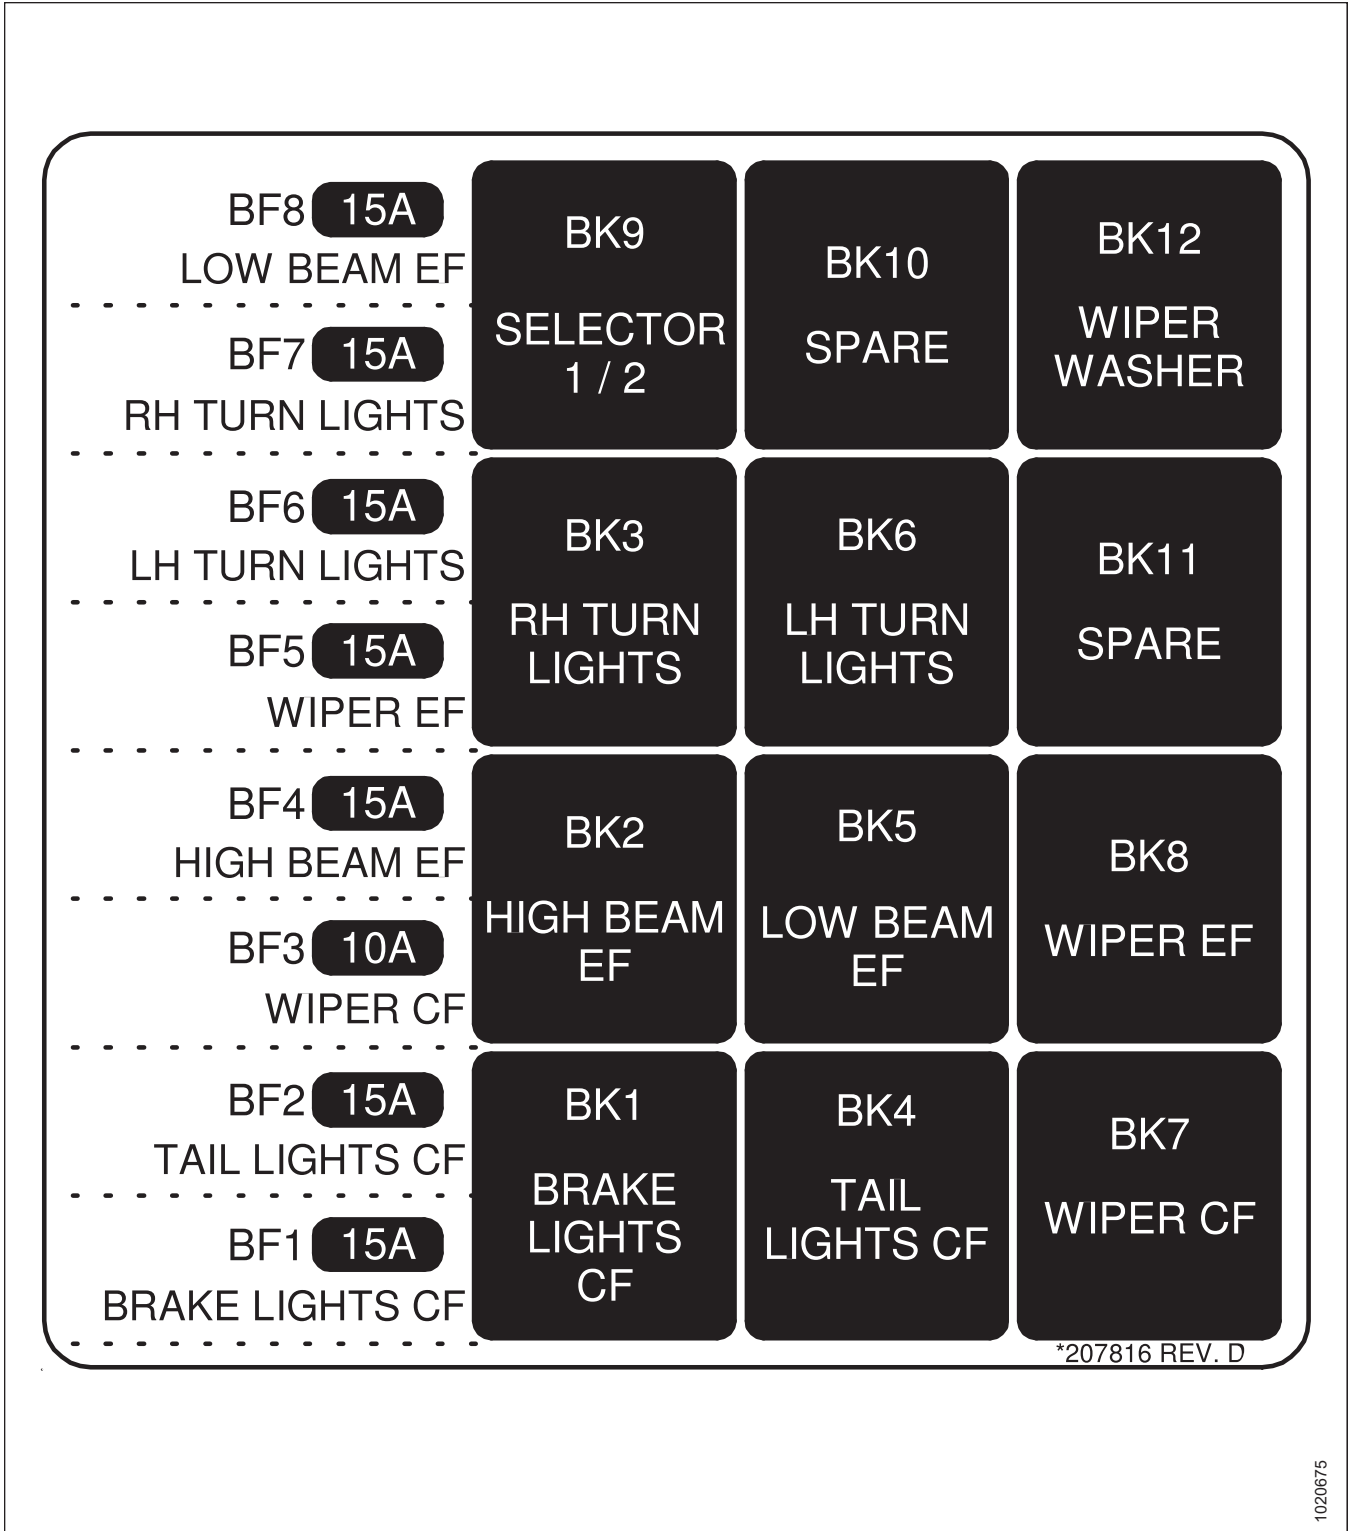 BF8 15A
LOW BEAM EF
BF7 15A
RH TURN LIGHTS
BF6 15A
LH TURN LIGHTS
BF5 15A
WIPER EF
BF4 15A
HIGH BEAM EF
BF3 10A
WIPER CF
BF2 15A
TAIL LIGHTS CF
BF1 15A
BRAKE LIGHTS CF
BK9
SELECTOR
1 / 2
BK10
SPARE
BK12
WIPER
WASHER
BK3
RH TURN
LIGHTS
BK6
LH TURN
LIGHTS
BK11
SPARE
BK2
HIGH BEAM
EF
BK5
LOW BEAM
EF
BK8
WIPER EF
BK1
BRAKE
LIGHTS
CF
BK4
TAIL
LIGHTS CF
BK7
WIPER CF
*207816 REV. D
1020675